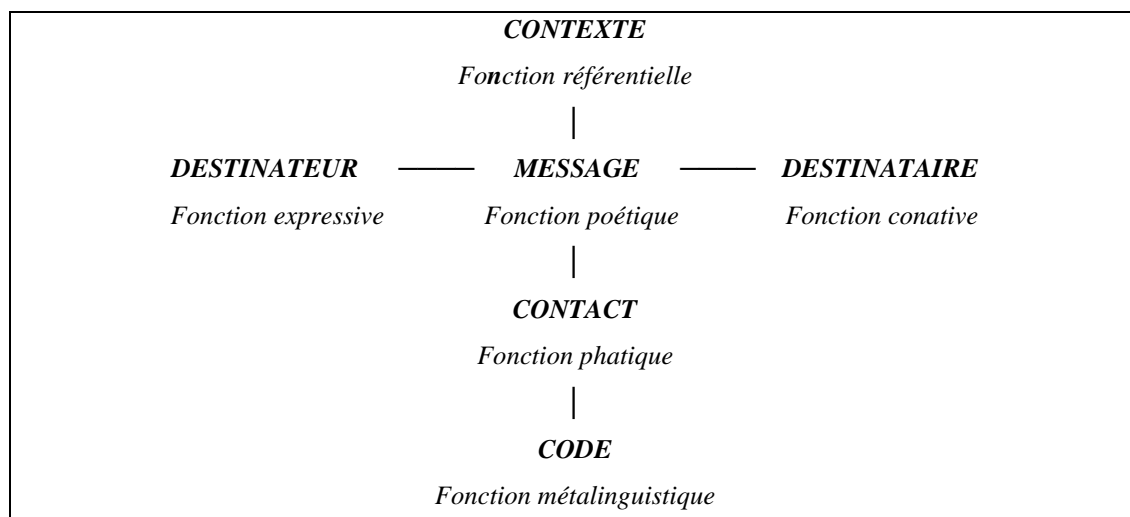 CONTEXTE
Fonction référentielle
DESTINATEUR MESSAGE DESTINATAIRE
Fonction expressive Fonction poétique Fonction conative
CONTACT
Fonction phatique
CODE
Fonction métalinguistique